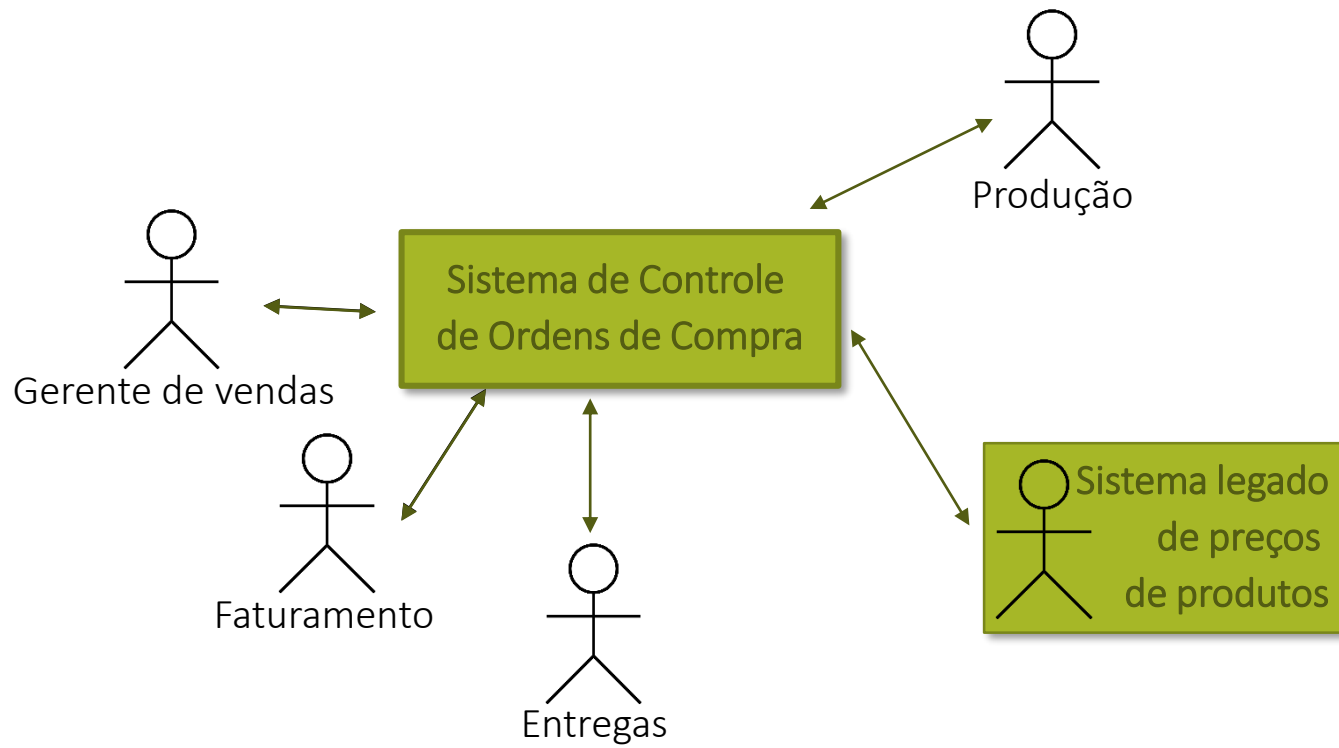 Produção
Sistema de Controle
de Ordens de Compra
Gerente de vendas
Sistema legado
de preços
de produtos
Faturamento
Entregas